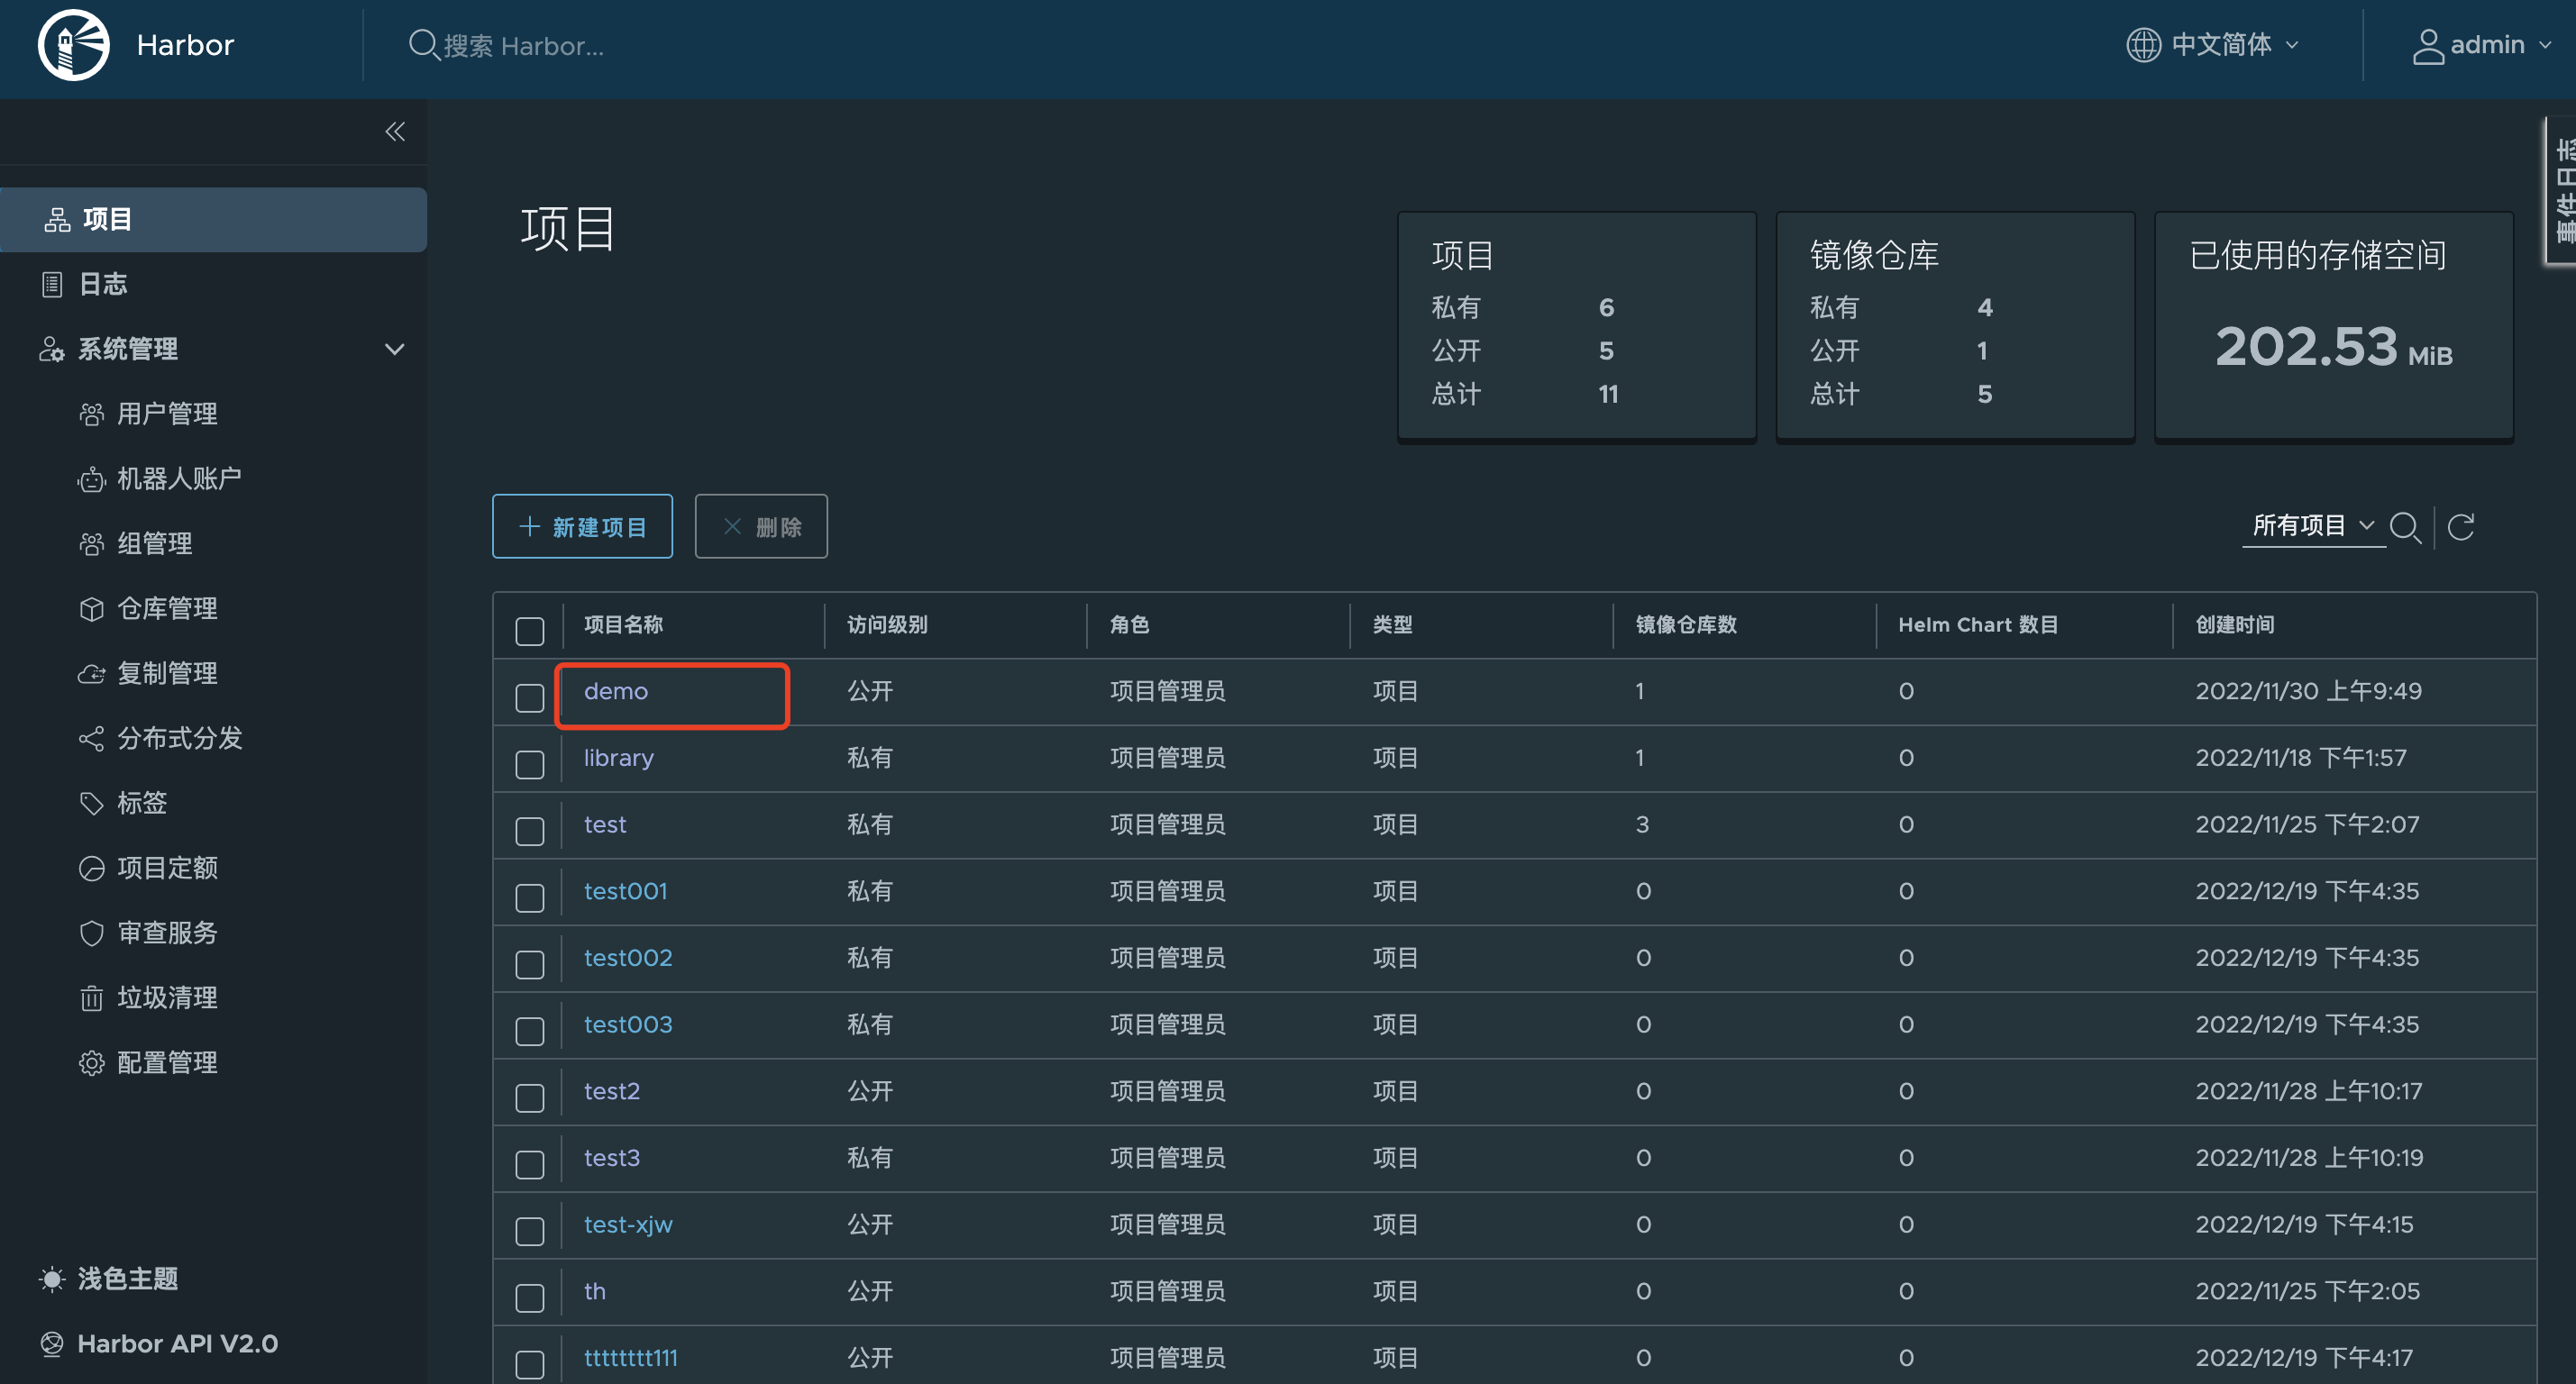 Harbor
搜索 Harbor...
中文简体
admin
事件日志
项目
日志
系统管理
用户管理
机器人账户
组管理
仓库管理
复制管理
分布式分发
标签
项目定额
审查服务
垃圾清理
配置管理
浅色主题
Harbor API V2.0
项目
项目
私有 6
公开 5
总计 11
镜像仓库
私有 4
公开 1
总计 5
已使用的存储空间
202.53 MiB
新建项目
删除
所有项目
项目名称 访问级别 角色 类型 镜像仓库数 Helm Chart 数目 创建时间
demo 公开 项目管理员 项目 1 0 2022/11/30 上午9:49
library 私有 项目管理员 项目 1 0 2022/11/18 下午1:57
test 私有 项目管理员 项目 3 0 2022/11/25 下午2:07
test001 私有 项目管理员 项目 0 0 2022/12/19 下午4:35
test002 私有 项目管理员 项目 0 0 2022/12/19 下午4:35
test003 私有 项目管理员 项目 0 0 2022/12/19 下午4:35
test2 公开 项目管理员 项目 0 0 2022/11/28 上午10:17
test3 私有 项目管理员 项目 0 0 2022/11/28 上午10:19
test-xjw 公开 项目管理员 项目 0 0 2022/12/19 下午4:15
th 公开 项目管理员 项目 0 0 2022/11/25 下午2:05
tttttttt111 公开 项目管理员 项目 0 0 2022/12/19 下午4:17